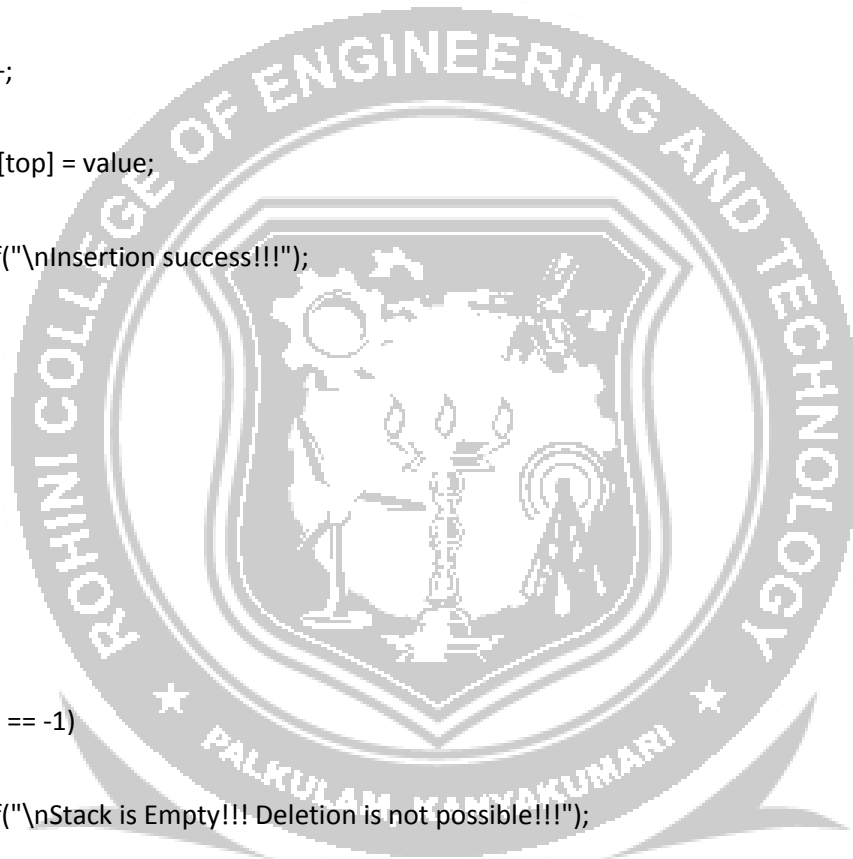 -;
[top] = value;
("\nInsertion success!!!");
== -1)
("\nStack is Empty!!! Deletion is not possible!!!");
ROHINI COLLEGE OF ENGINEERING AND TECHNOLOGY
PALKULAM, KANYAKUMARI